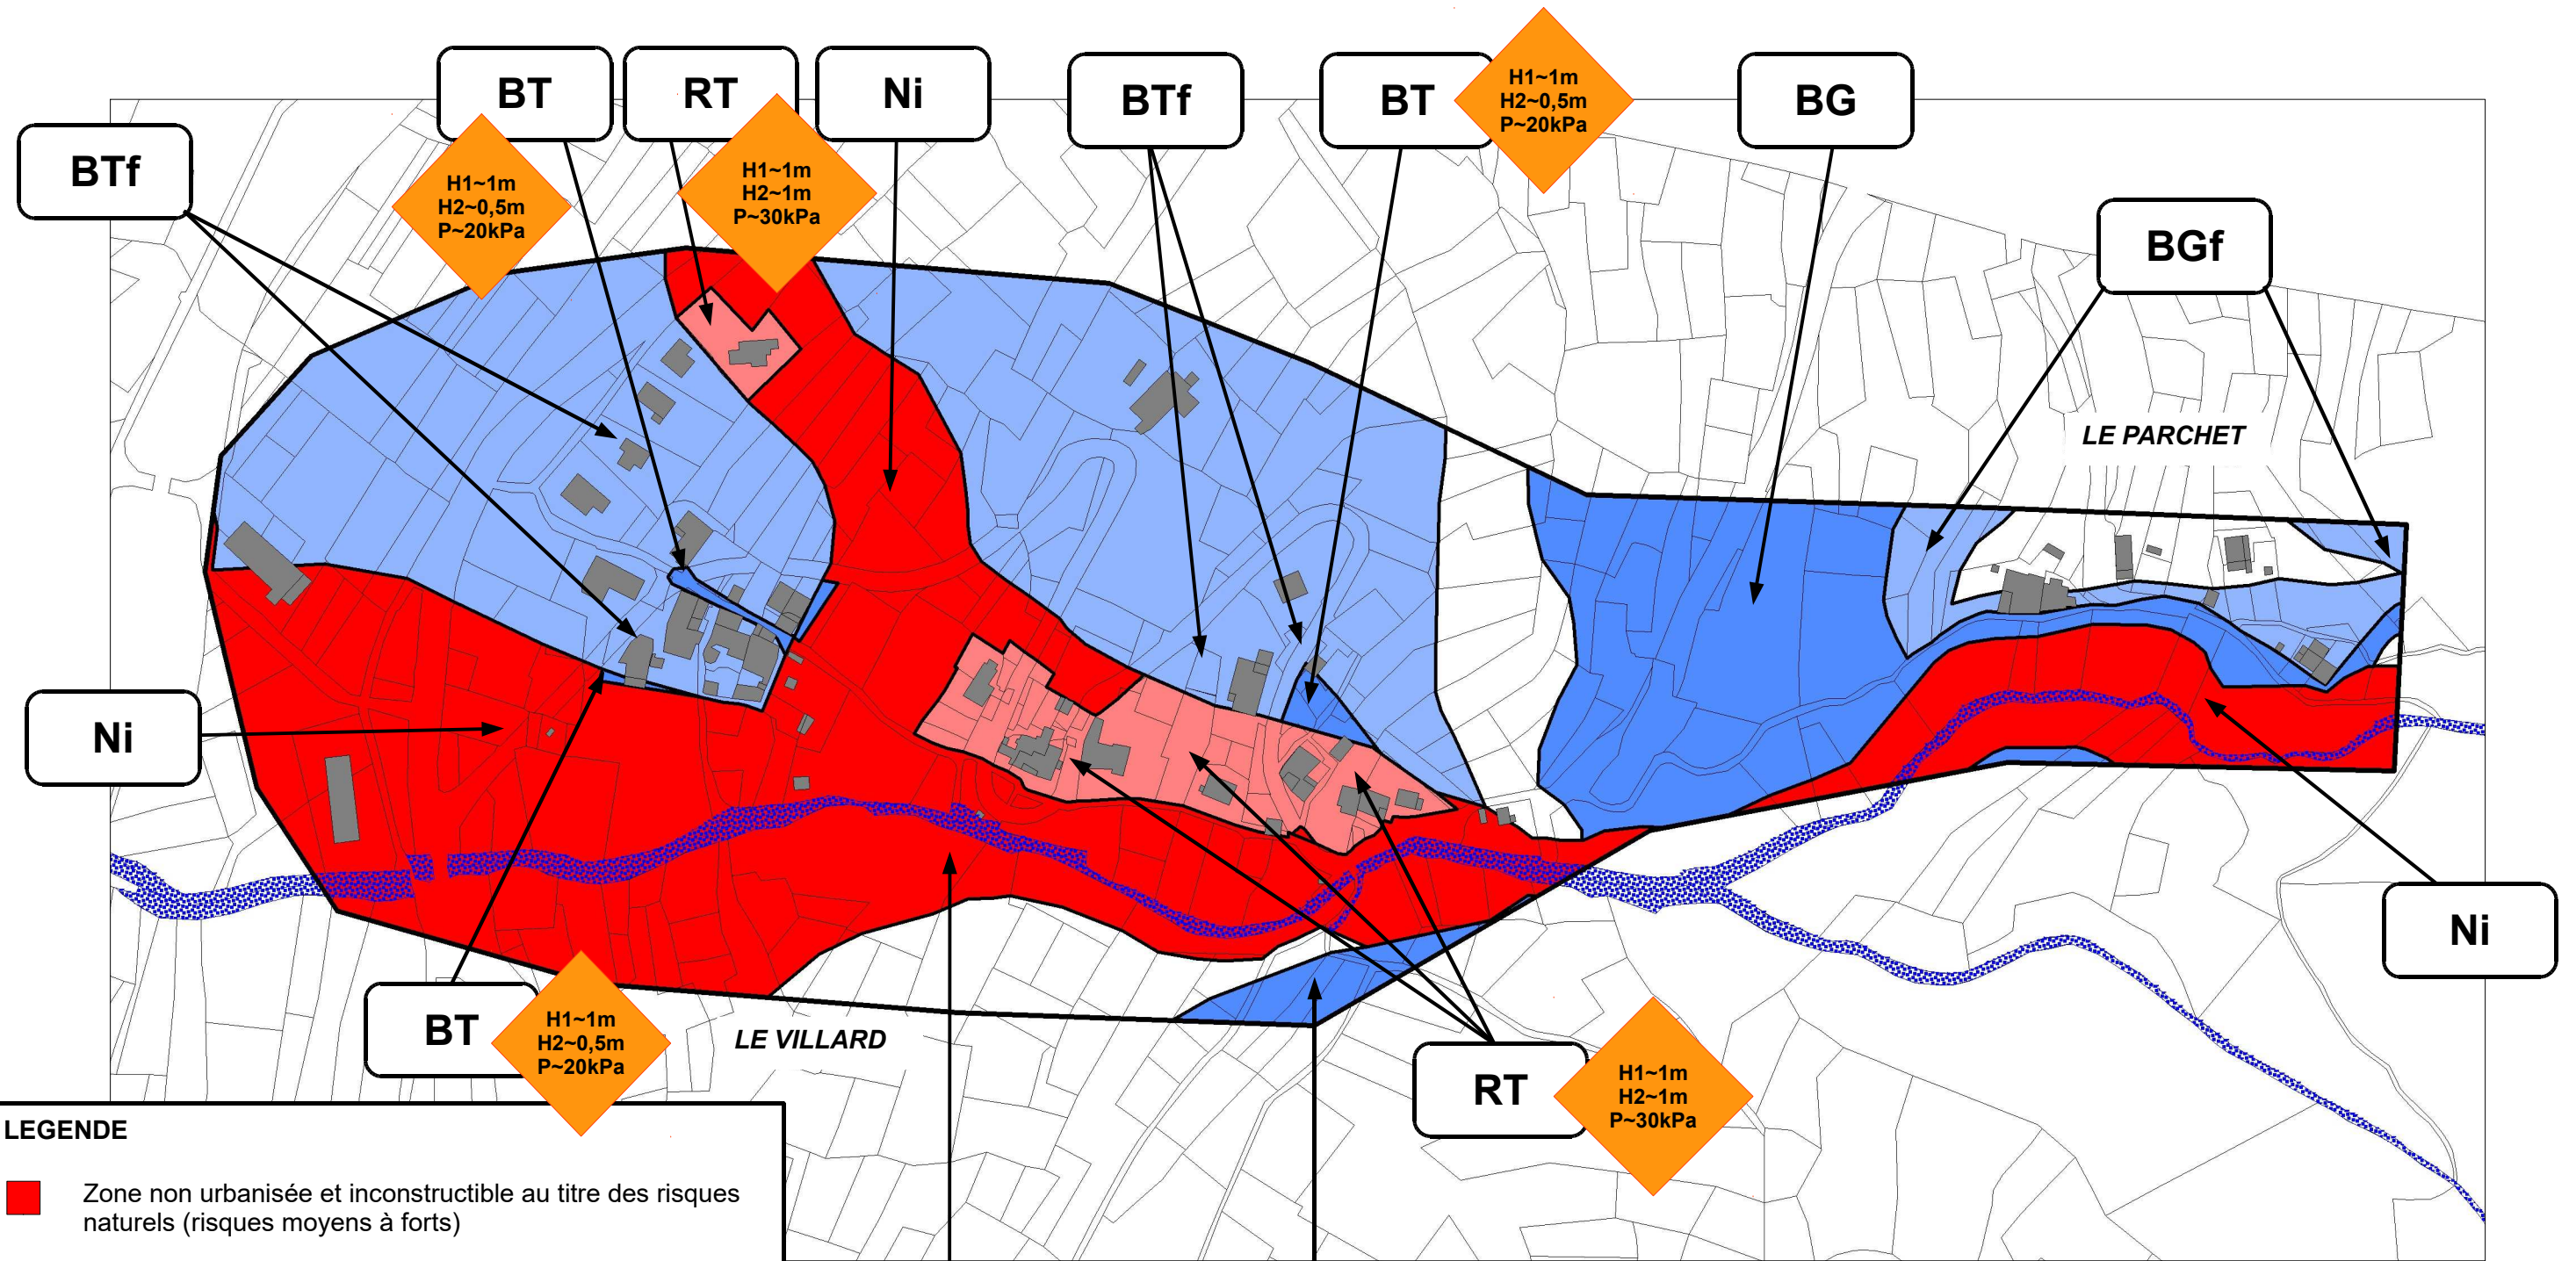 BT
RT
Ni
BTf
BT
H1~1m
H2~0,5m
P~20kPa
BG
BTf
H1~1m
H2~0,5m
P~20kPa
H1~1m
H2~1m
P~30kPa
BGf
LE PARCHET
Ni
Ni
BT
H1~1m
H2~0,5m
P~20kPa
LE VILLARD
RT
H1~1m
H2~1m
P~30kPa
LEGENDE
Zone non urbanisée et inconstructible au titre des risques
naturels (risques moyens à forts)